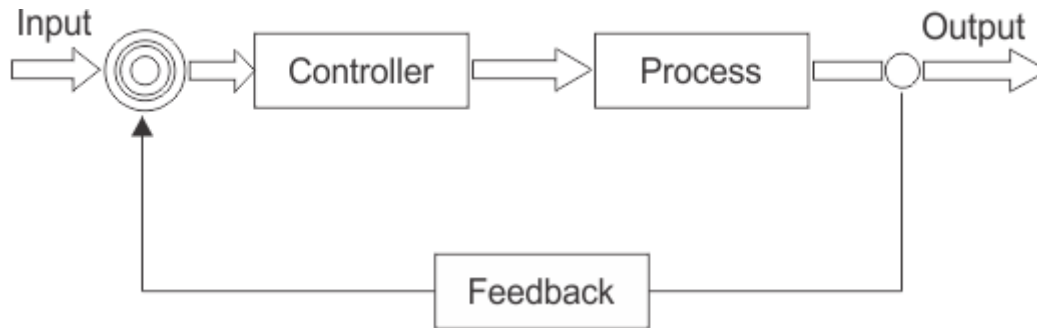 Input
Output
Controller
Process
Feedback